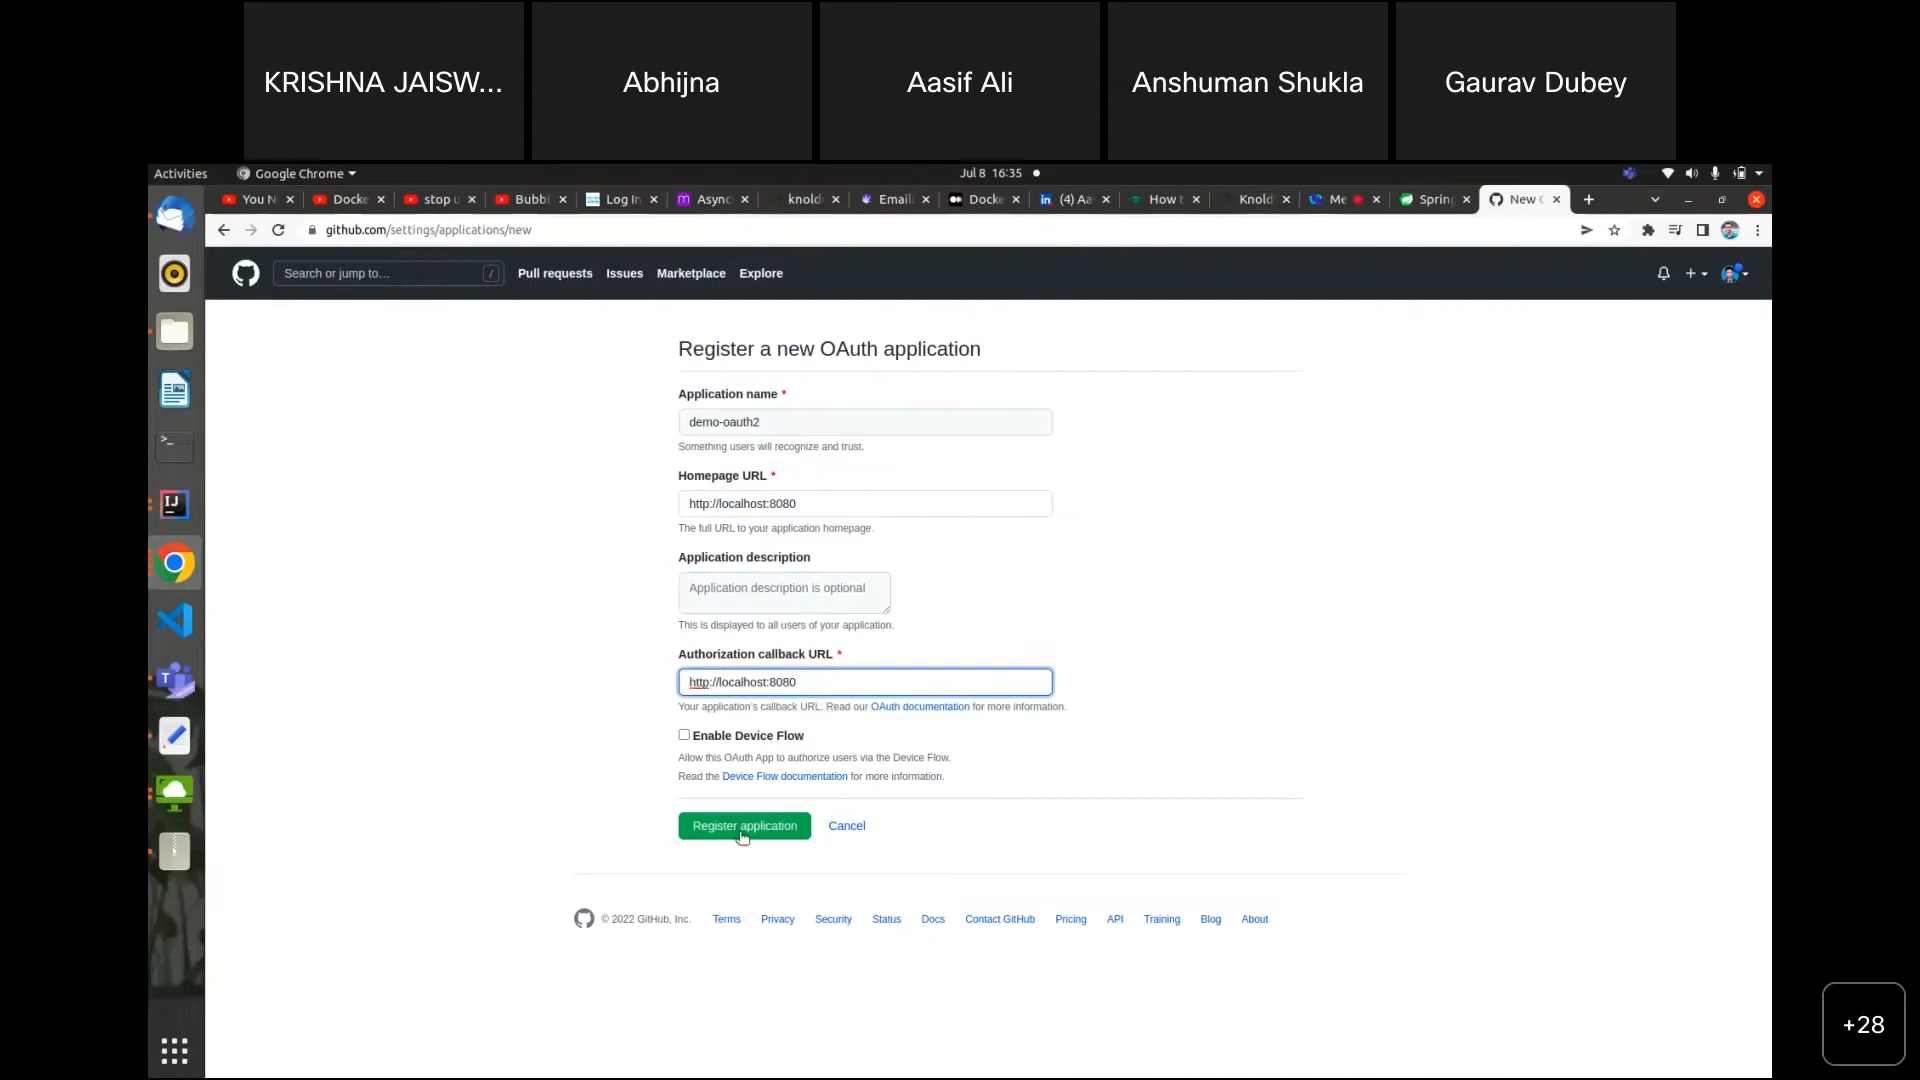 KRISHNA JAISW...
Abhijna
Aasif Ali
Anshuman Shukla
Gaurav Dubey
Activities
Google Chrome
Jul 8 16:35
You N
Docke
stop u
Bubbl
Log In
Async
knold
Email
Docke
(4) Aa
How t
Knold
Me
Spring
New
github.com/settings/applications/new
Search or jump to...
/
Pull requests
Issues
Marketplace
Explore
Register a new OAuth application
Application name *
demo-oauth2
Something users will recognize and trust.
Homepage URL *
http://localhost:8080
The full URL to your application homepage.
Application description
Application description is optional
This is displayed to all users of your application.
Authorization callback URL *
http://localhost:8080
Your application's callback URL. Read our OAuth documentation for more information.
Enable Device Flow
Allow this OAuth App to authorize users via the Device Flow.
Read the Device Flow documentation for more information.
Register application
Cancel
© 2022 GitHub, Inc.
Terms
Privacy
Security
Status
Docs
Contact GitHub
Pricing
API
Training
Blog
About
+28